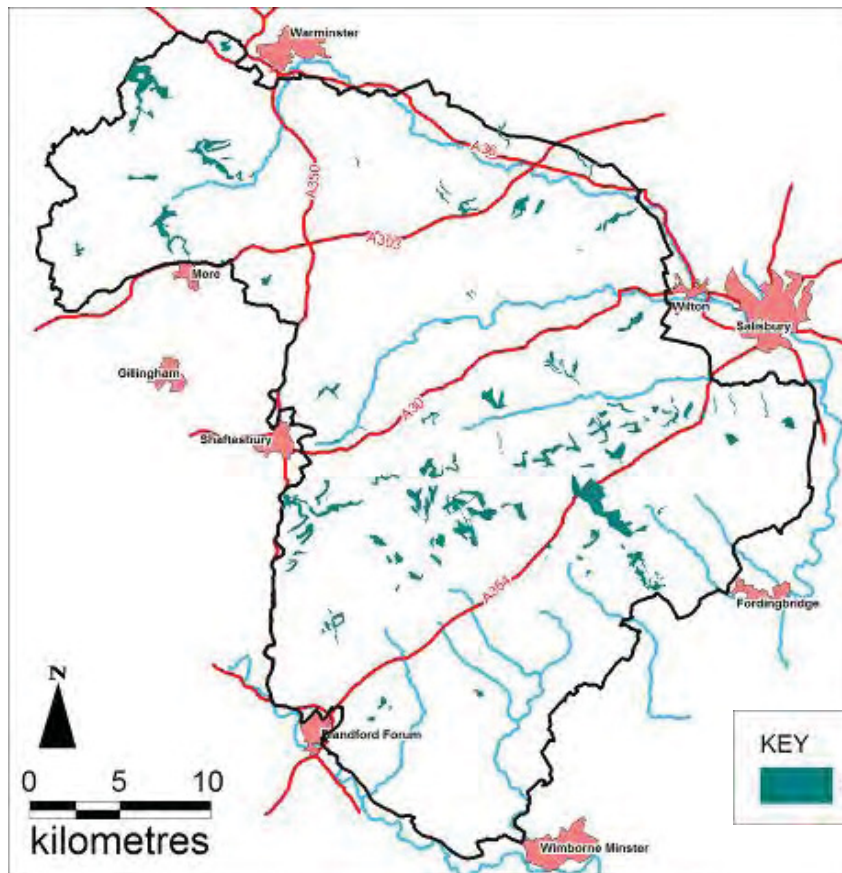 Warminster
A36
A350
A303
Mere
Wilton
Salisbury
Gillingham
A30
Shaftesbury
A354
Fordingbridge
N
Blandford Forum
KEY
0 5 10
kilometres
Wimborne Minster